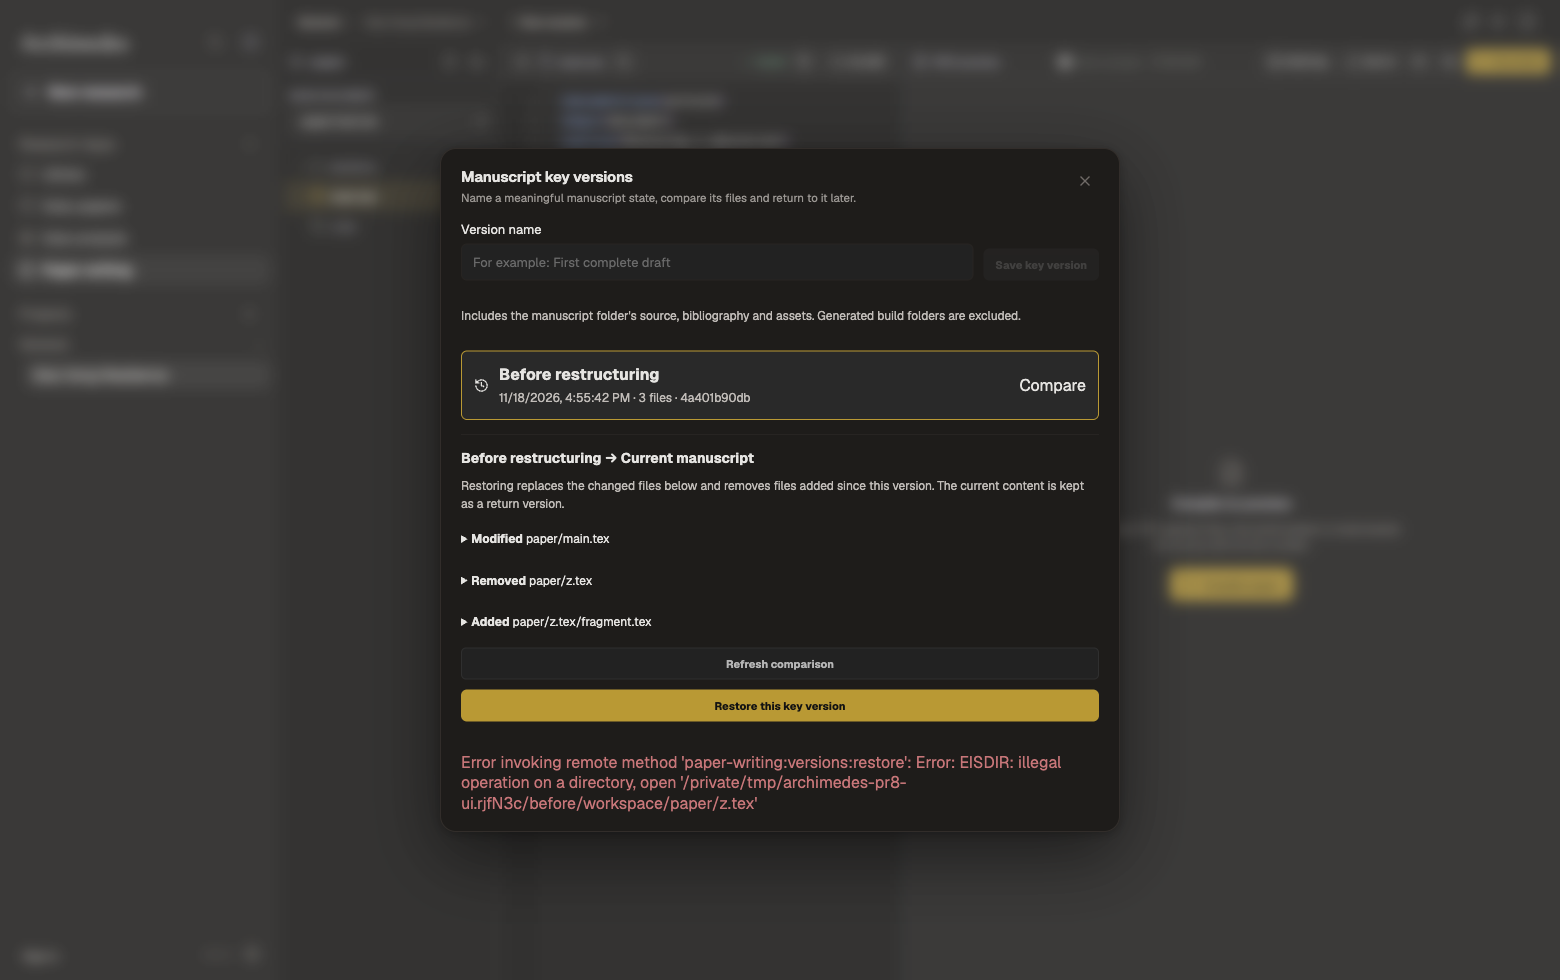 Manuscript key versions
Name a meaningful manuscript state, compare its files and return to it later.
Version name
For example: First complete draft
Save key version
Includes the manuscript folder's source, bibliography and assets. Generated build folders are excluded.
Before restructuring
11/18/2026, 4:55:42 PM · 3 files · 4a401b90db
Compare
Before restructuring → Current manuscript
Restoring replaces the changed files below and removes files added since this version. The current content is kept
as a return version.
Modified paper/main.tex
Removed paper/z.tex
Added paper/z.tex/fragment.tex
Refresh comparison
Restore this key version
Error invoking remote method 'paper-writing:versions:restore': Error: EISDIR: illegal
operation on a directory, open '/private/tmp/archimedes-pr8-
ui.rjfN3c/before/workspace/paper/z.tex'